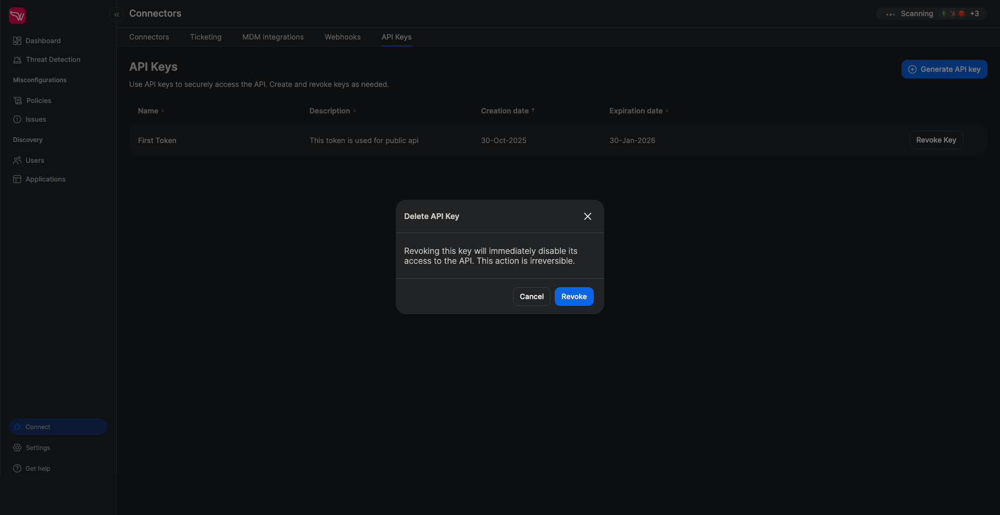 Connectors
Scanning +3
Dashboard
Threat Detection
Misconfigurations
Policies
Issues
Discovery
Users
Applications
Connect
Settings
Get help
Connectors Ticketing MDM Integrations Webhooks API Keys
API Keys
Generate API key
Use API keys to securely access the API. Create and revoke keys as needed.
Name Description Creation date Expiration date
First Token This token is used for public api 30-Oct-2025 30-Jan-2026 Revoke Key
Delete API Key
Revoking this key will immediately disable its
access to the API. This action is irreversible.
Cancel Revoke